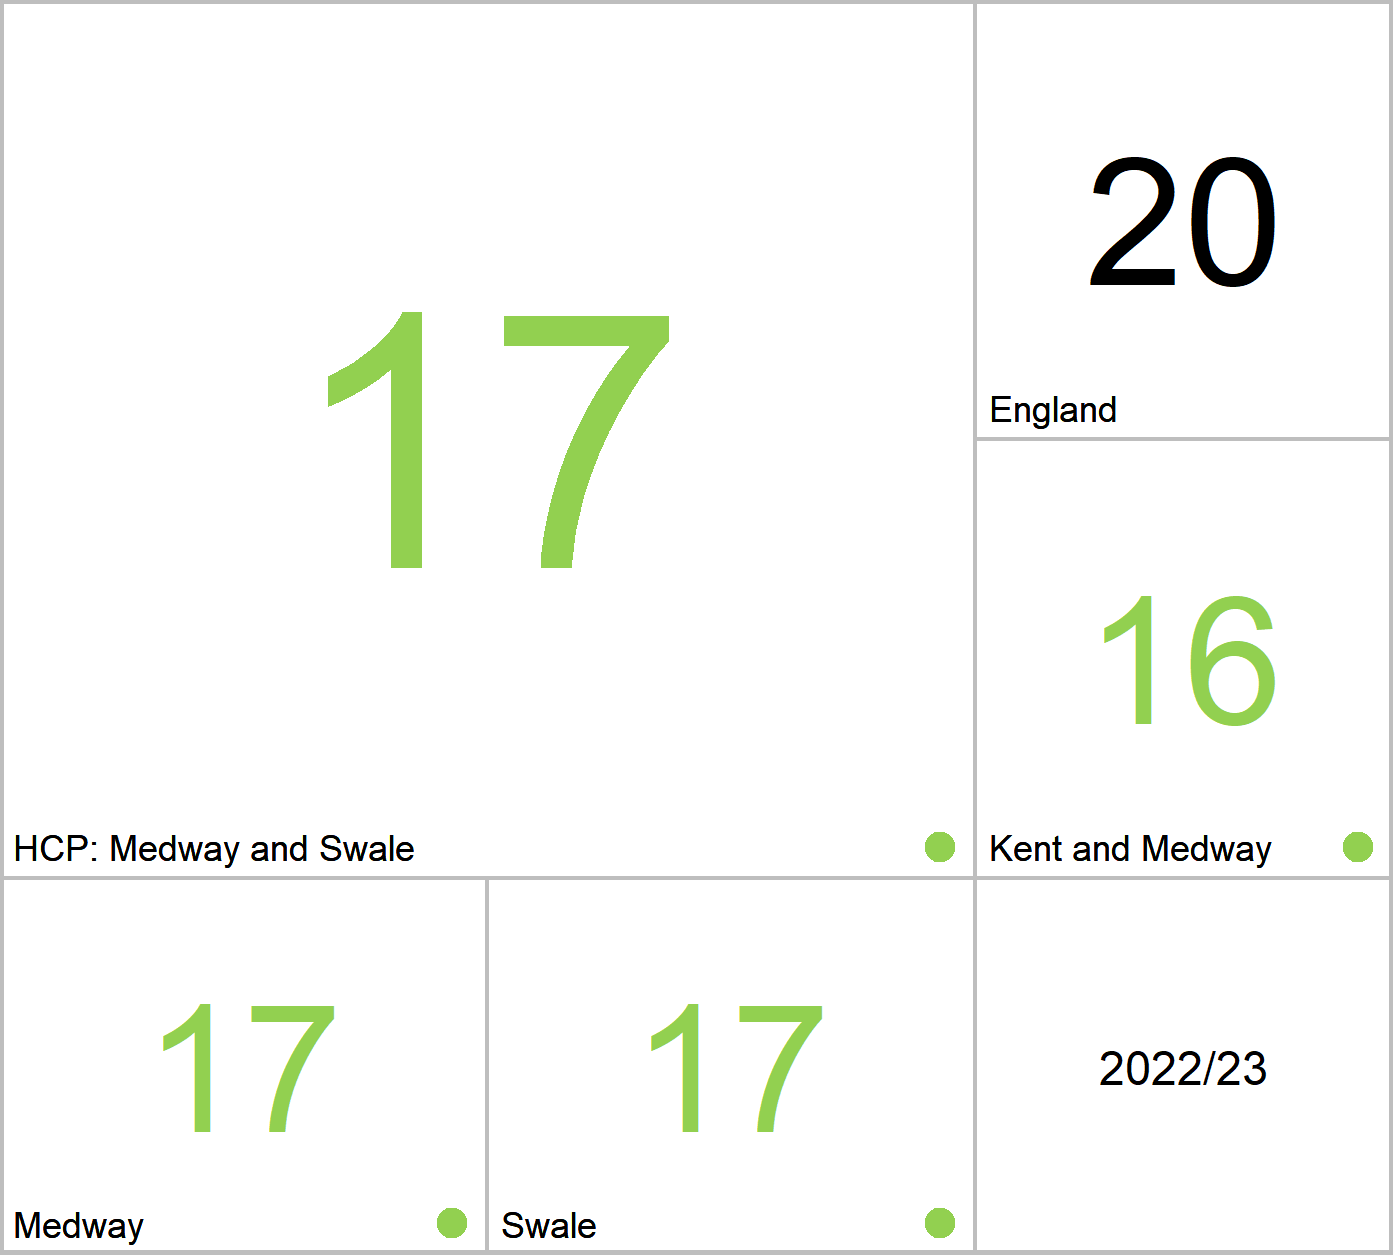 17
HCP: Medway and Swale
20
England
16
Kent and Medway
17
Medway
17
Swale
2022/23